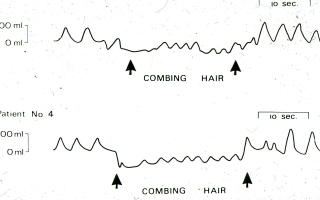 10 sec.
00 ml
0 ml
COMBING HAIR
Patient No 4
10 sec.
00 ml
0 ml
COMBING HAIR